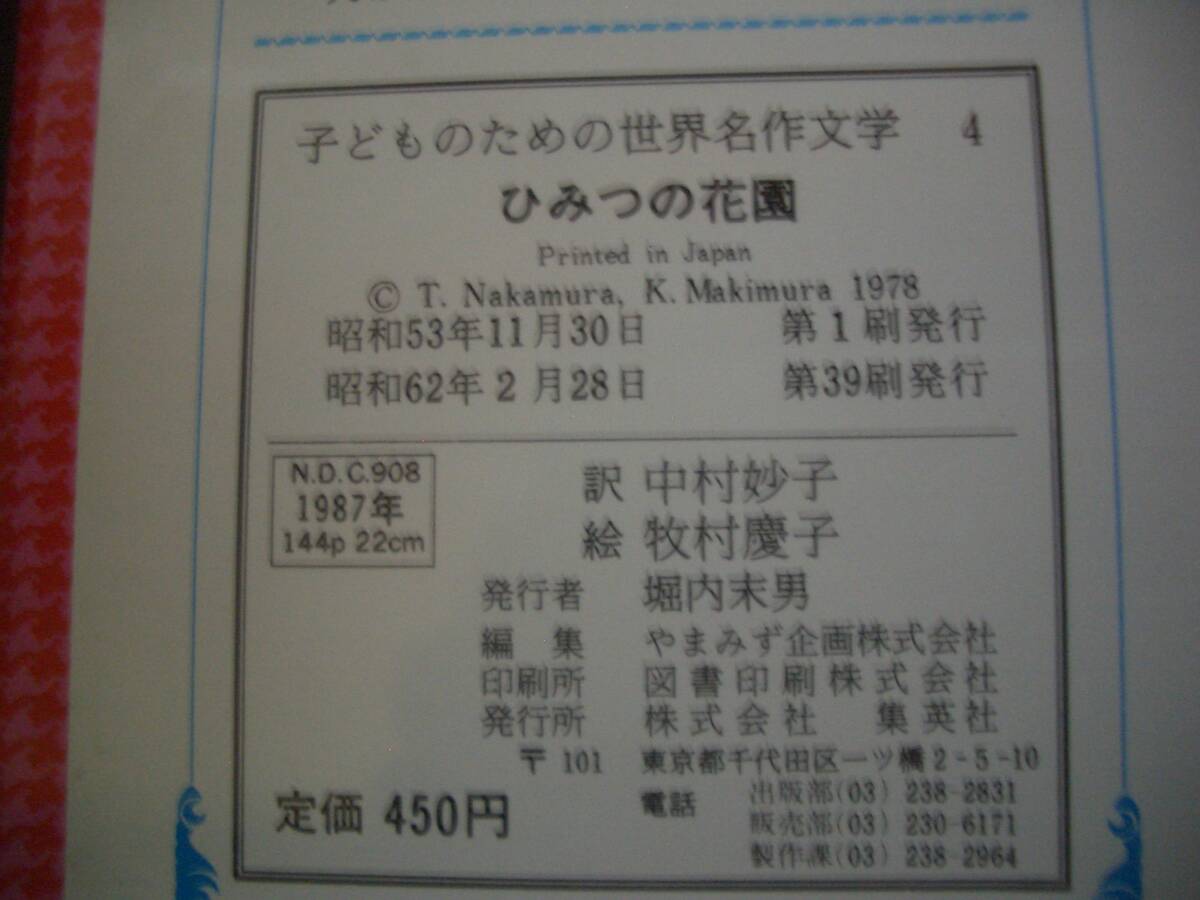 子どものための世界名作文学 4
ひみつの花園
Printed in Japan
© T. Nakamura, K. Makimura 1978
昭和53年11月30日 第1刷発行
昭和62年2月28日 第39刷発行
N.D.C.908
1987年
144p 22cm
訳 中村妙子
絵 牧村慶子
発行者 堀内末男
編集 やまみず企画株式会社
印刷所 図書印刷株式会社
発行所 株式会社 集英社
〒101 東京都千代田区一ツ橋2-5-10
電話 出版部(03) 238-2831
販売部(03) 230-6171
製作課(03) 238-2964
定価 450円